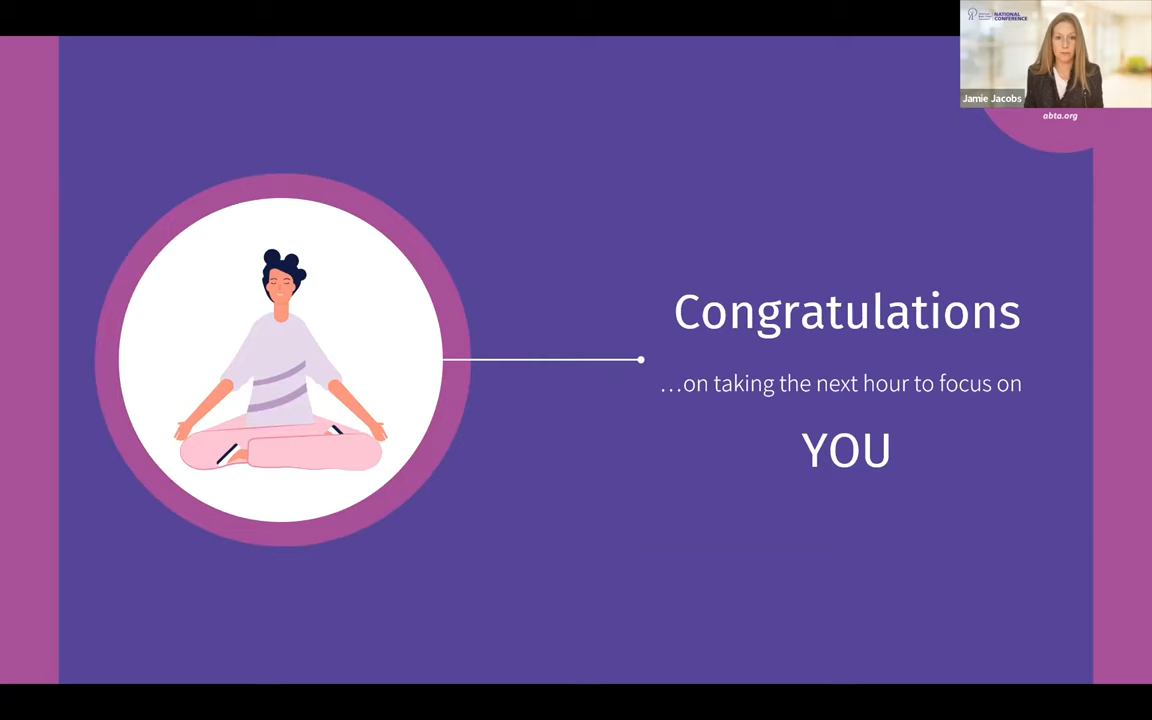 NATIONAL
CONFERENCE
Jamie Jacobs
abta.org
Congratulations
...on taking the next hour to focus on
YOU